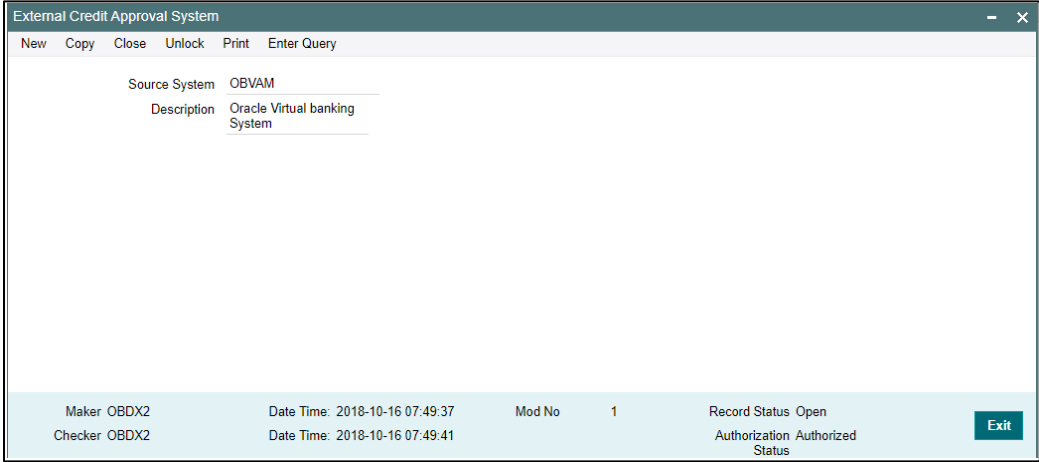 External Credit Approval System
New Copy Close Unlock Print Enter Query
Source System OBVAM
Description Oracle Virtual banking
System
Maker OBDX2 Date Time: 2018-10-16 07:49:37 Mod No 1 Record Status Open
Checker OBDX2 Date Time: 2018-10-16 07:49:41 Authorization Authorized
Status
Exit